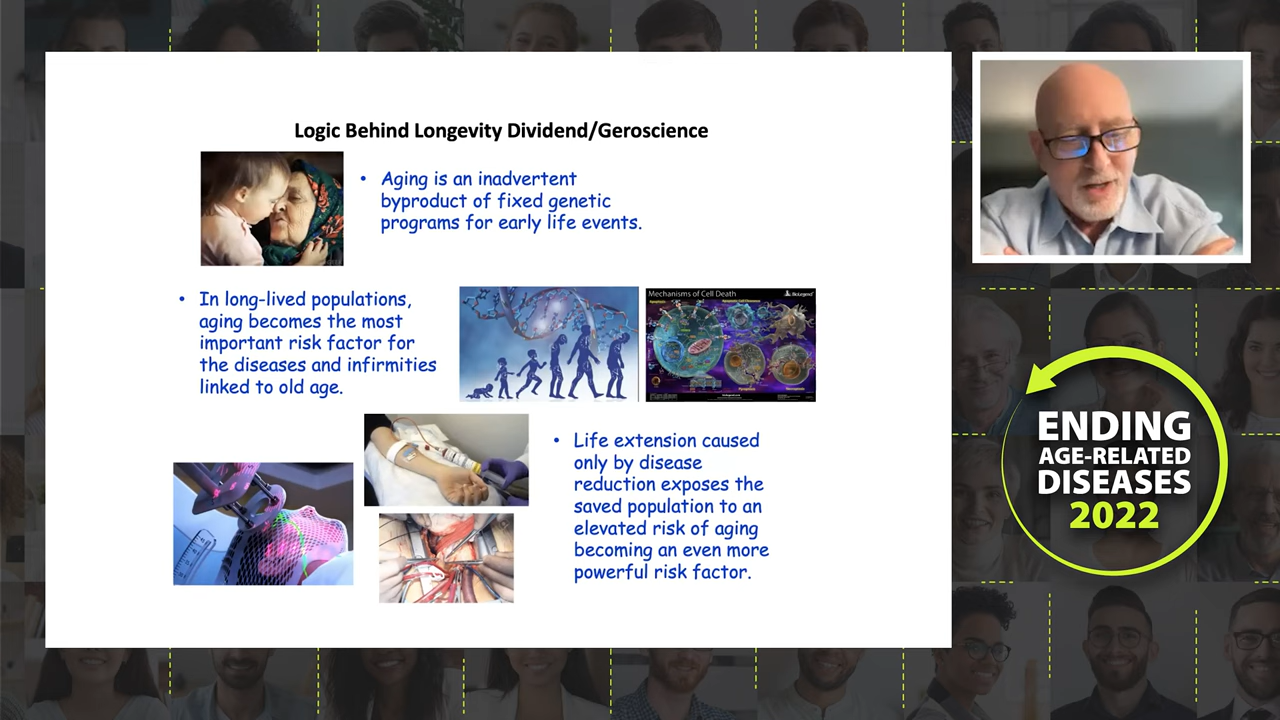 Logic Behind Longevity Dividend/Geroscience
• Aging is an inadvertent
byproduct of fixed genetic
programs for early life events.
• In long-lived populations,
aging becomes the most
important risk factor for
the diseases and infirmities
linked to old age.
Mechanisms of Cell Death
BioLegend
• Life extension caused
only by disease
reduction exposes the
saved population to an
elevated risk of aging
becoming an even more
powerful risk factor.
ENDING
AGE-RELATED
DISEASES
2022